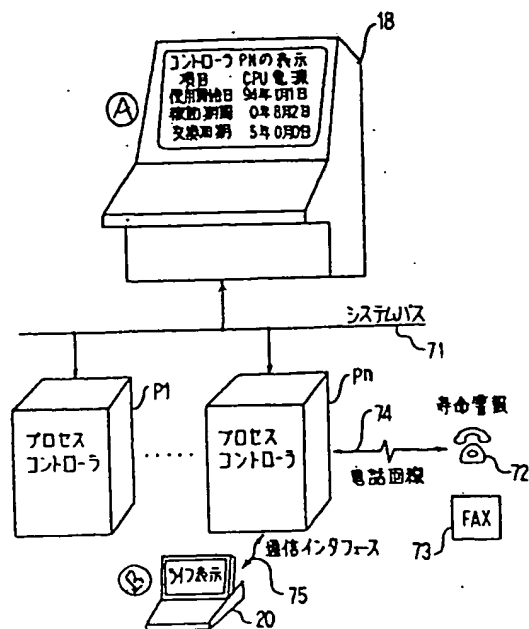 18
コントローラ PNの表示
項目 CPU電源
使用開始日 94年1月1日
稼動期間 0年8月2日
交換周期 5年0月0日
A
システムバス
71
P1
Pn
プロセス
コントローラ
プロセス
コントローラ
74
寿命警報
電話回線
72
FAX
73
通信インタフェース
B
ライフ表示
75
20